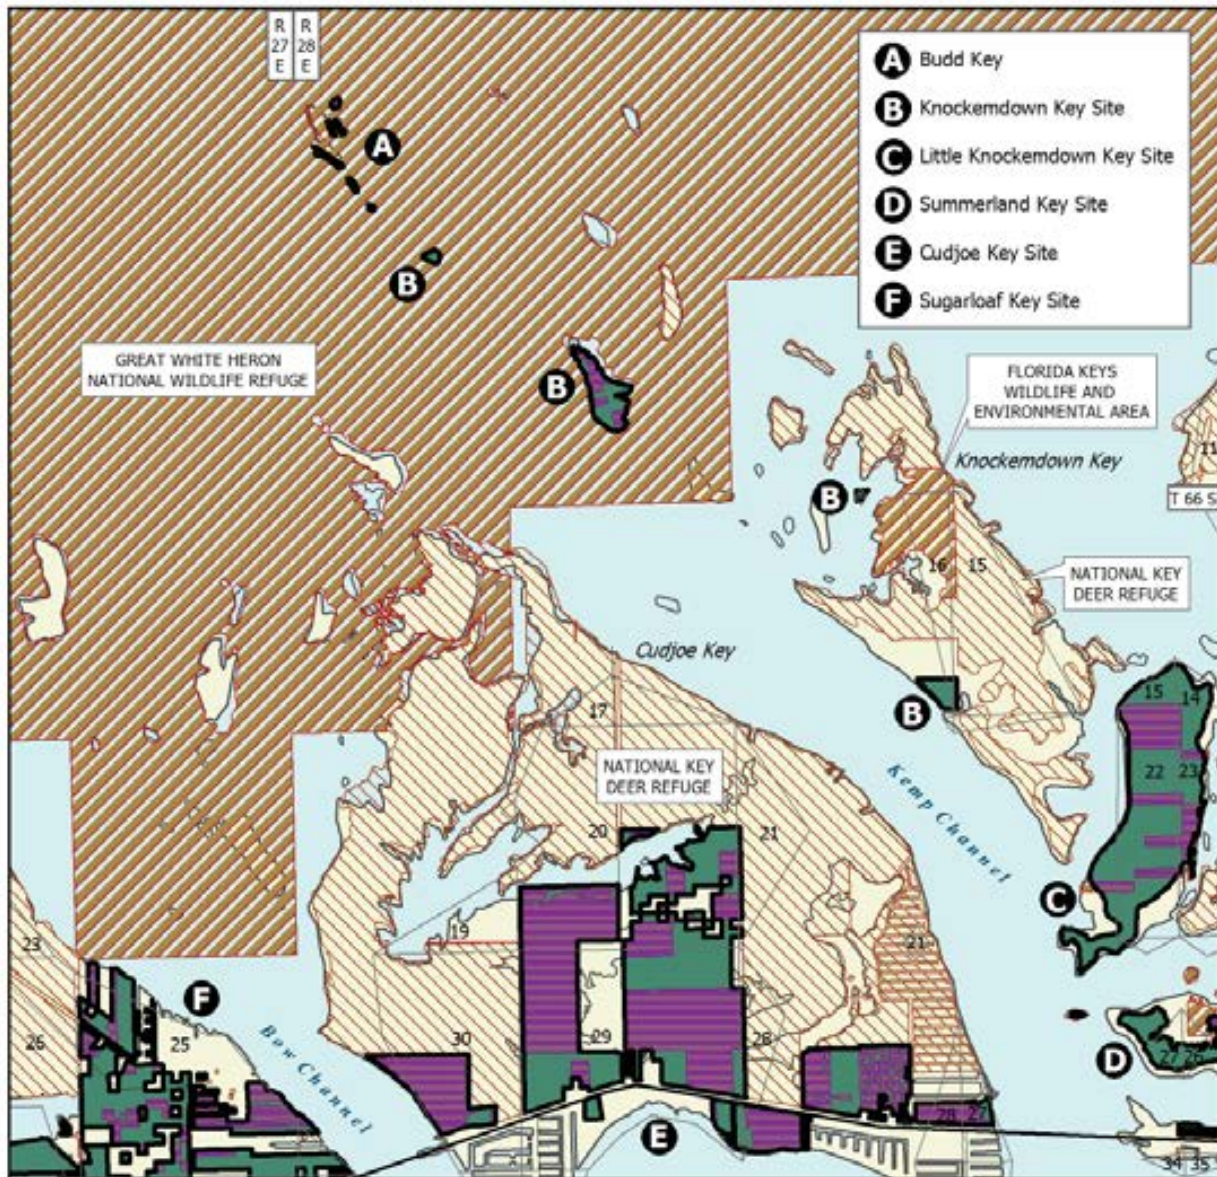 R R
27 28
E E
A Budd Key
B Knockemdown Key Site
C Little Knockemdown Key Site
D Summerland Key Site
E Cudjoe Key Site
F Sugarloaf Key Site
A
B
GREAT WHITE HERON
NATIONAL WILDLIFE REFUGE
B
FLORIDA KEYS
WILDLIFE AND
ENVIRONMENTAL AREA
11
Knockemdown Key
T 66 S
B
16 15
NATIONAL KEY
DEER REFUGE
Cudjoe Key
15 14
B
17
NATIONAL KEY
DEER REFUGE
Kemp Channel
22 23
20 21
C
19
23
21
F
26 25
Bow Channel
30 29 28
D
27 26
28 27
E
34 35